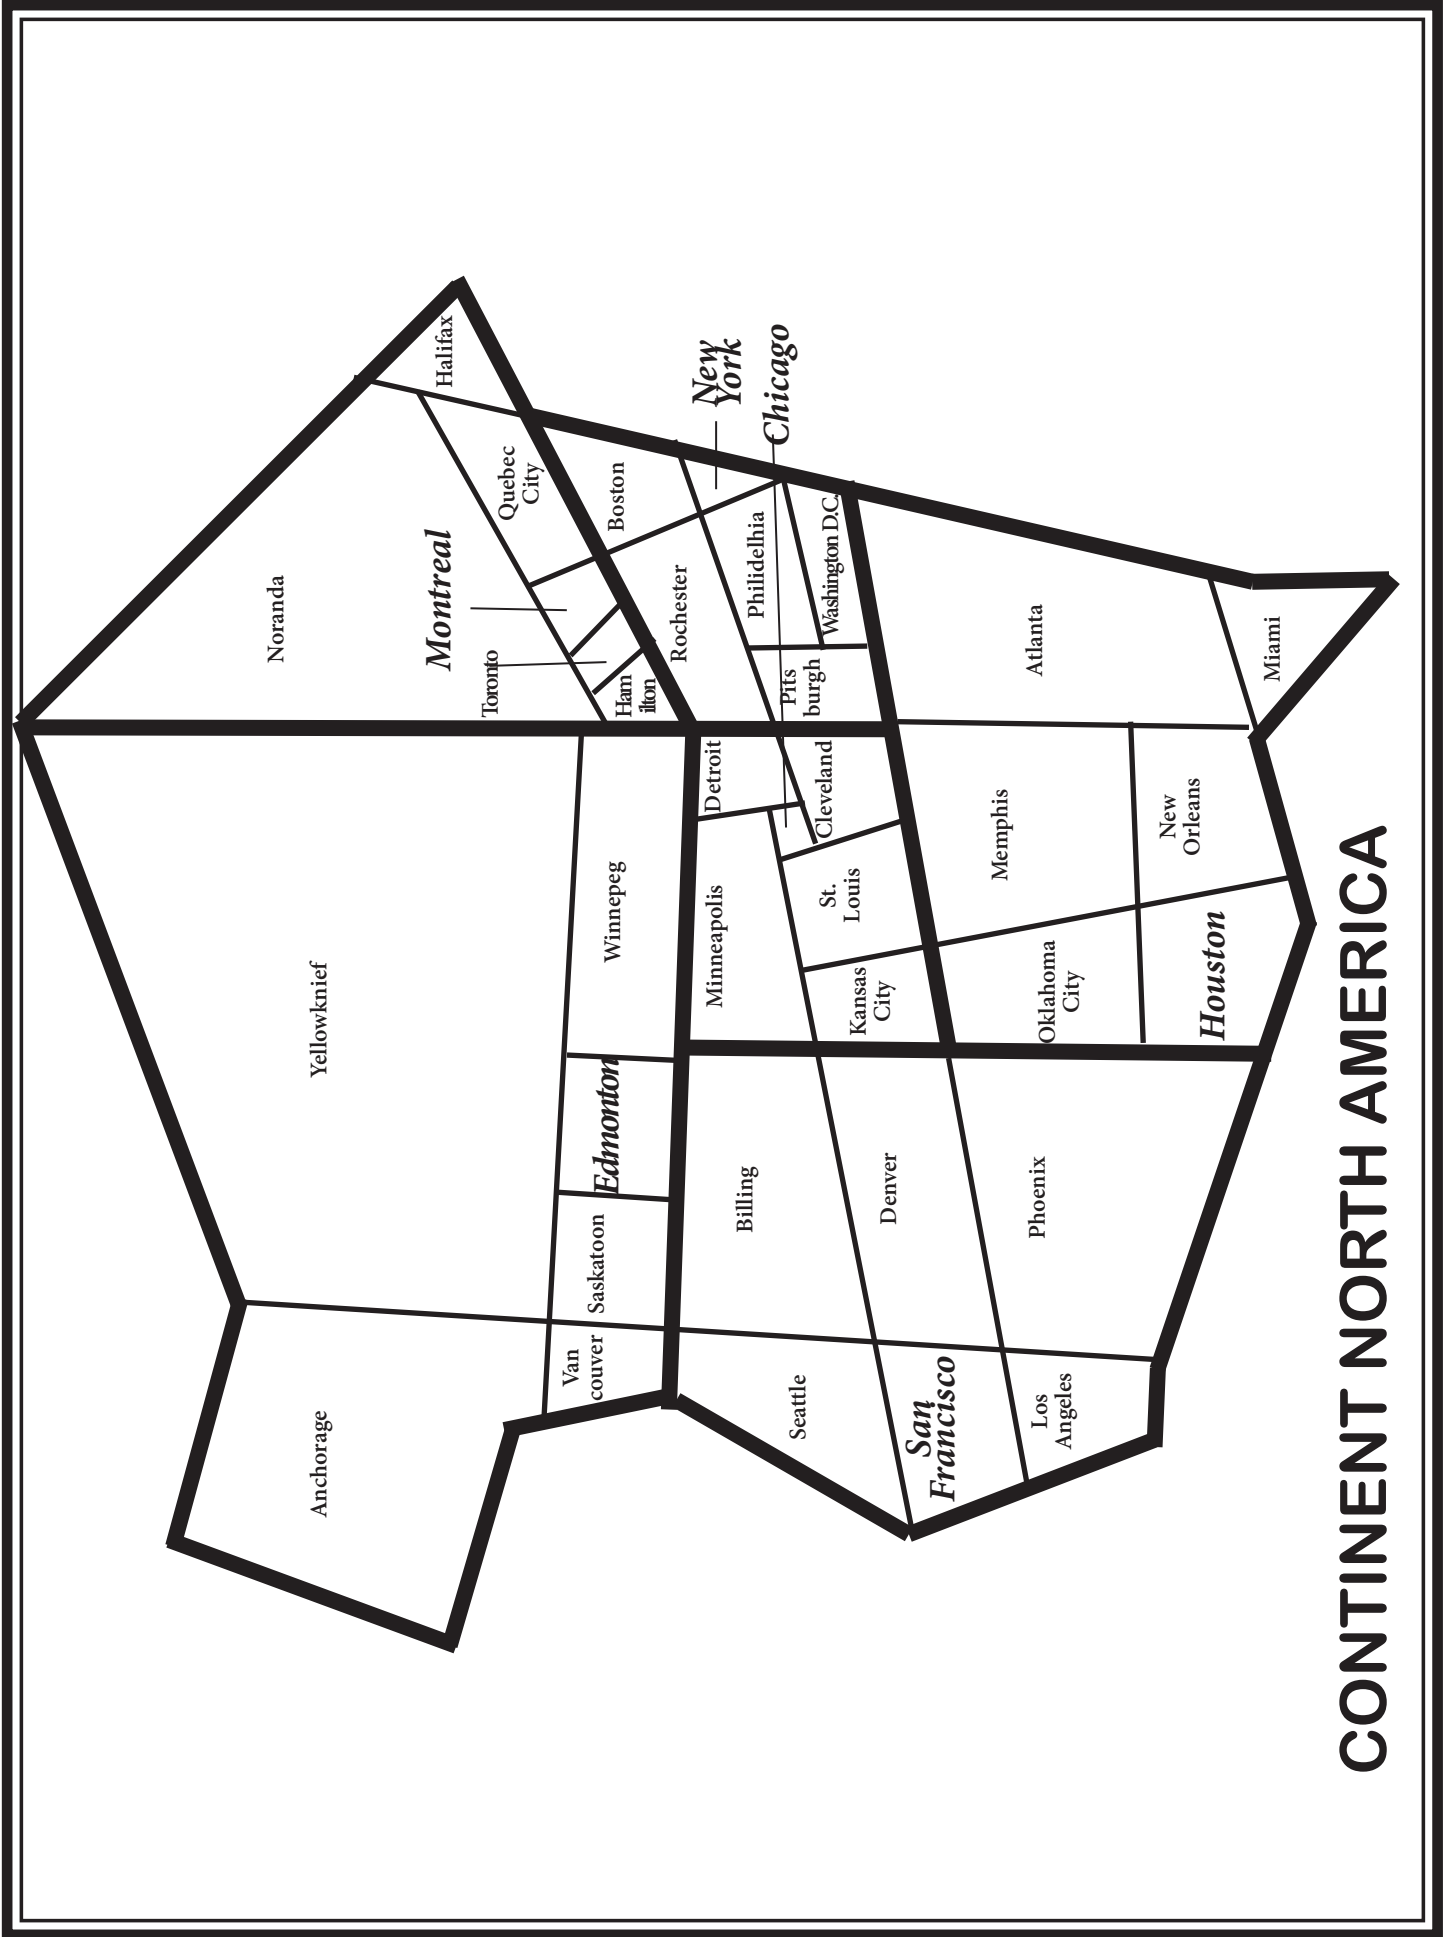 Anchorage
Yellowknief
Noranda
Halifax
Quebec
City
Montreal
Toronto
Ham
ilton
Van
couver
Saskatoon
Edmonton
Winnepeg
Boston
New
York
Chicago
Rochester
Philidelhia
Washington D.C.
Pits
burgh
Detroit
Cleveland
Minneapolis
St.
Louis
Kansas
City
Seattle
Billing
Denver
San
Francisco
Los
Angeles
Phoenix
Oklahoma
City
Memphis
Atlanta
Houston
New
Orleans
Miami
CONTINENT NORTH AMERICA